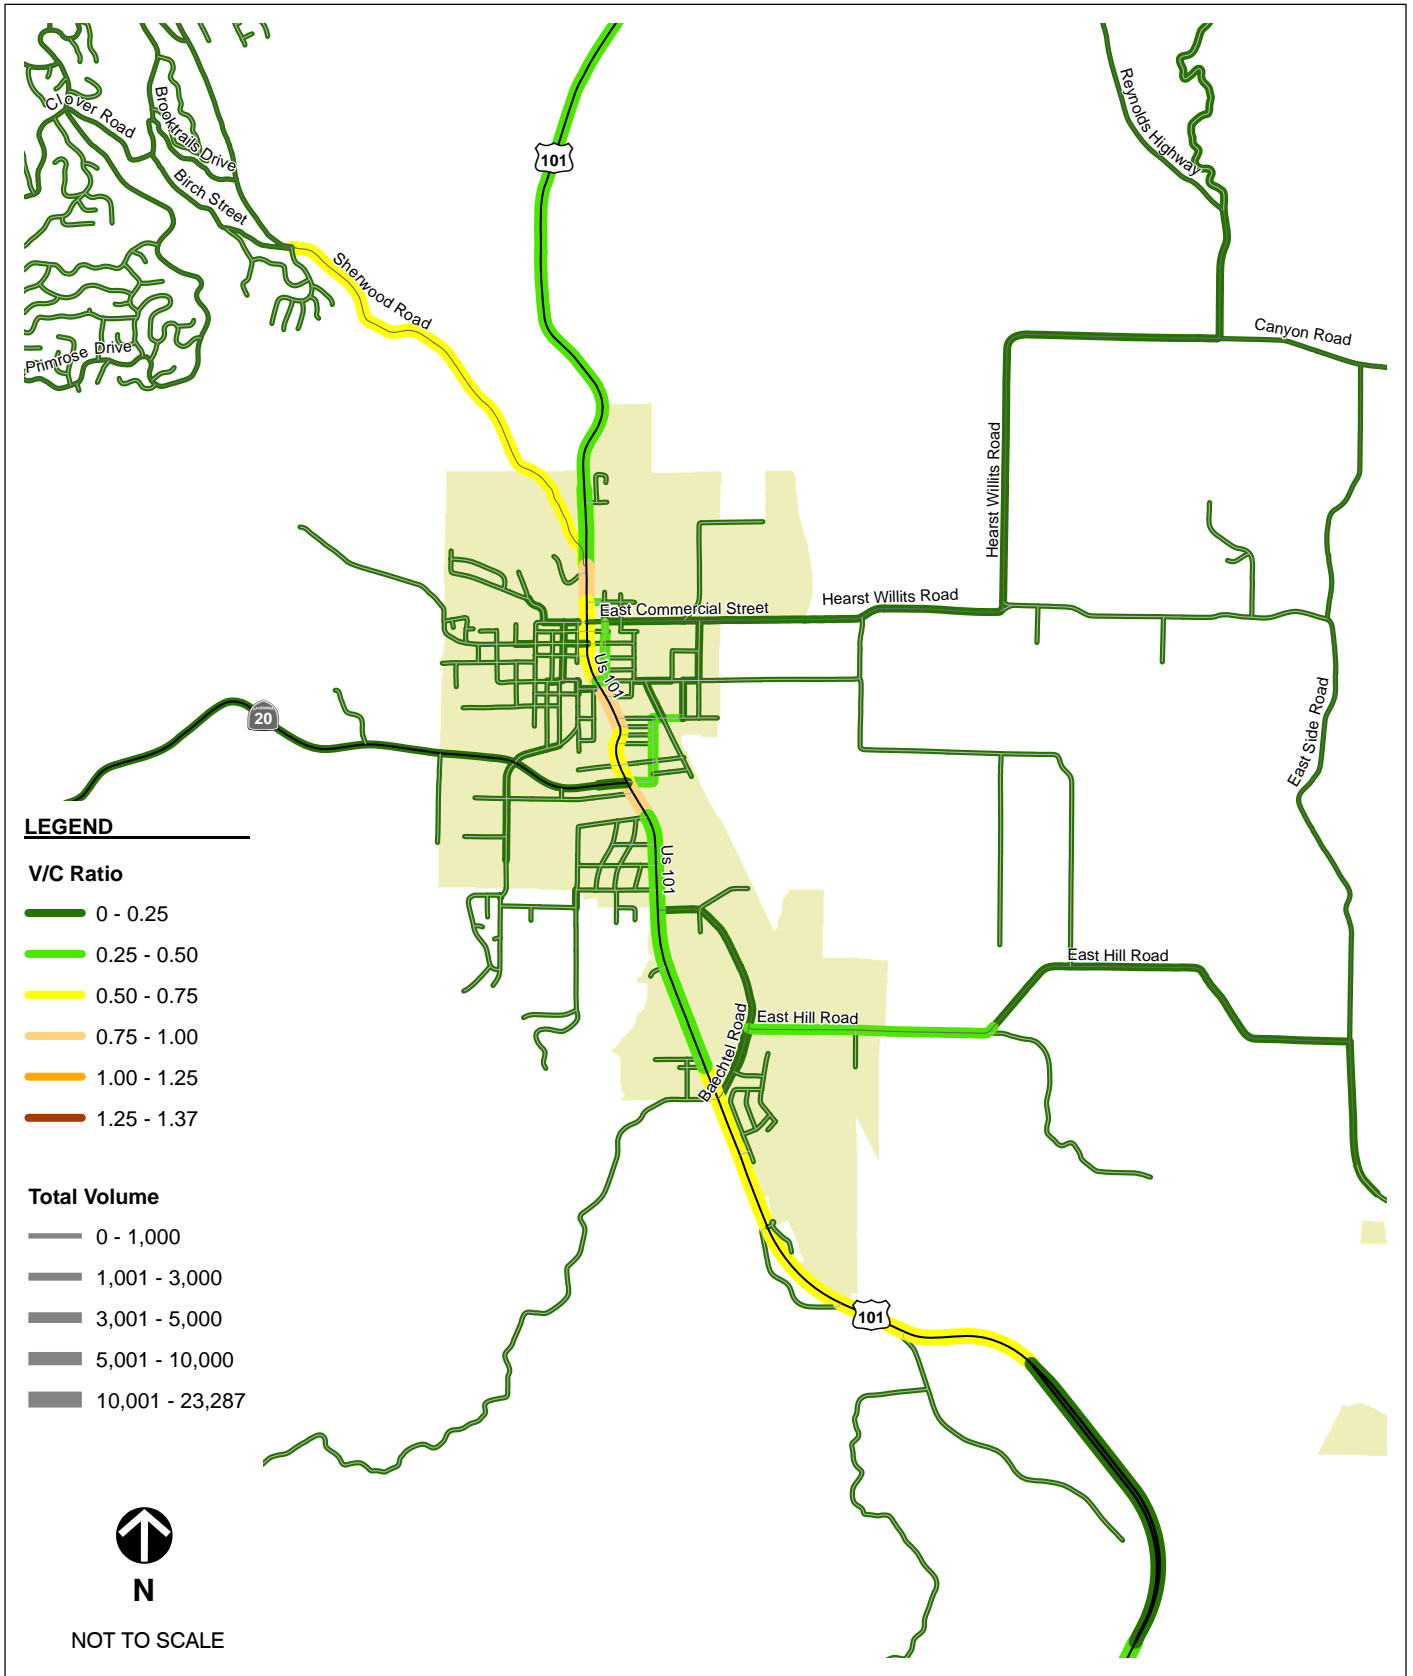 101
Reynolds Highway
Clover Road
Brooktrails Drive
Birch Street
Sherwood Road
Canyon Road
Primrose Drive
Hearst Willits Road
Hearst Willits Road
East Commercial Street
Us 101
East Side Road
20
Us 101
LEGEND
V/C Ratio
0 - 0.25
0.25 - 0.50
0.50 - 0.75
0.75 - 1.00
1.00 - 1.25
1.25 - 1.37
East Hill Road
East Hill Road
Baechtel Road
Total Volume
0 - 1,000
1,001 - 3,000
3,001 - 5,000
5,001 - 10,000
10,001 - 23,287
101
N
NOT TO SCALE